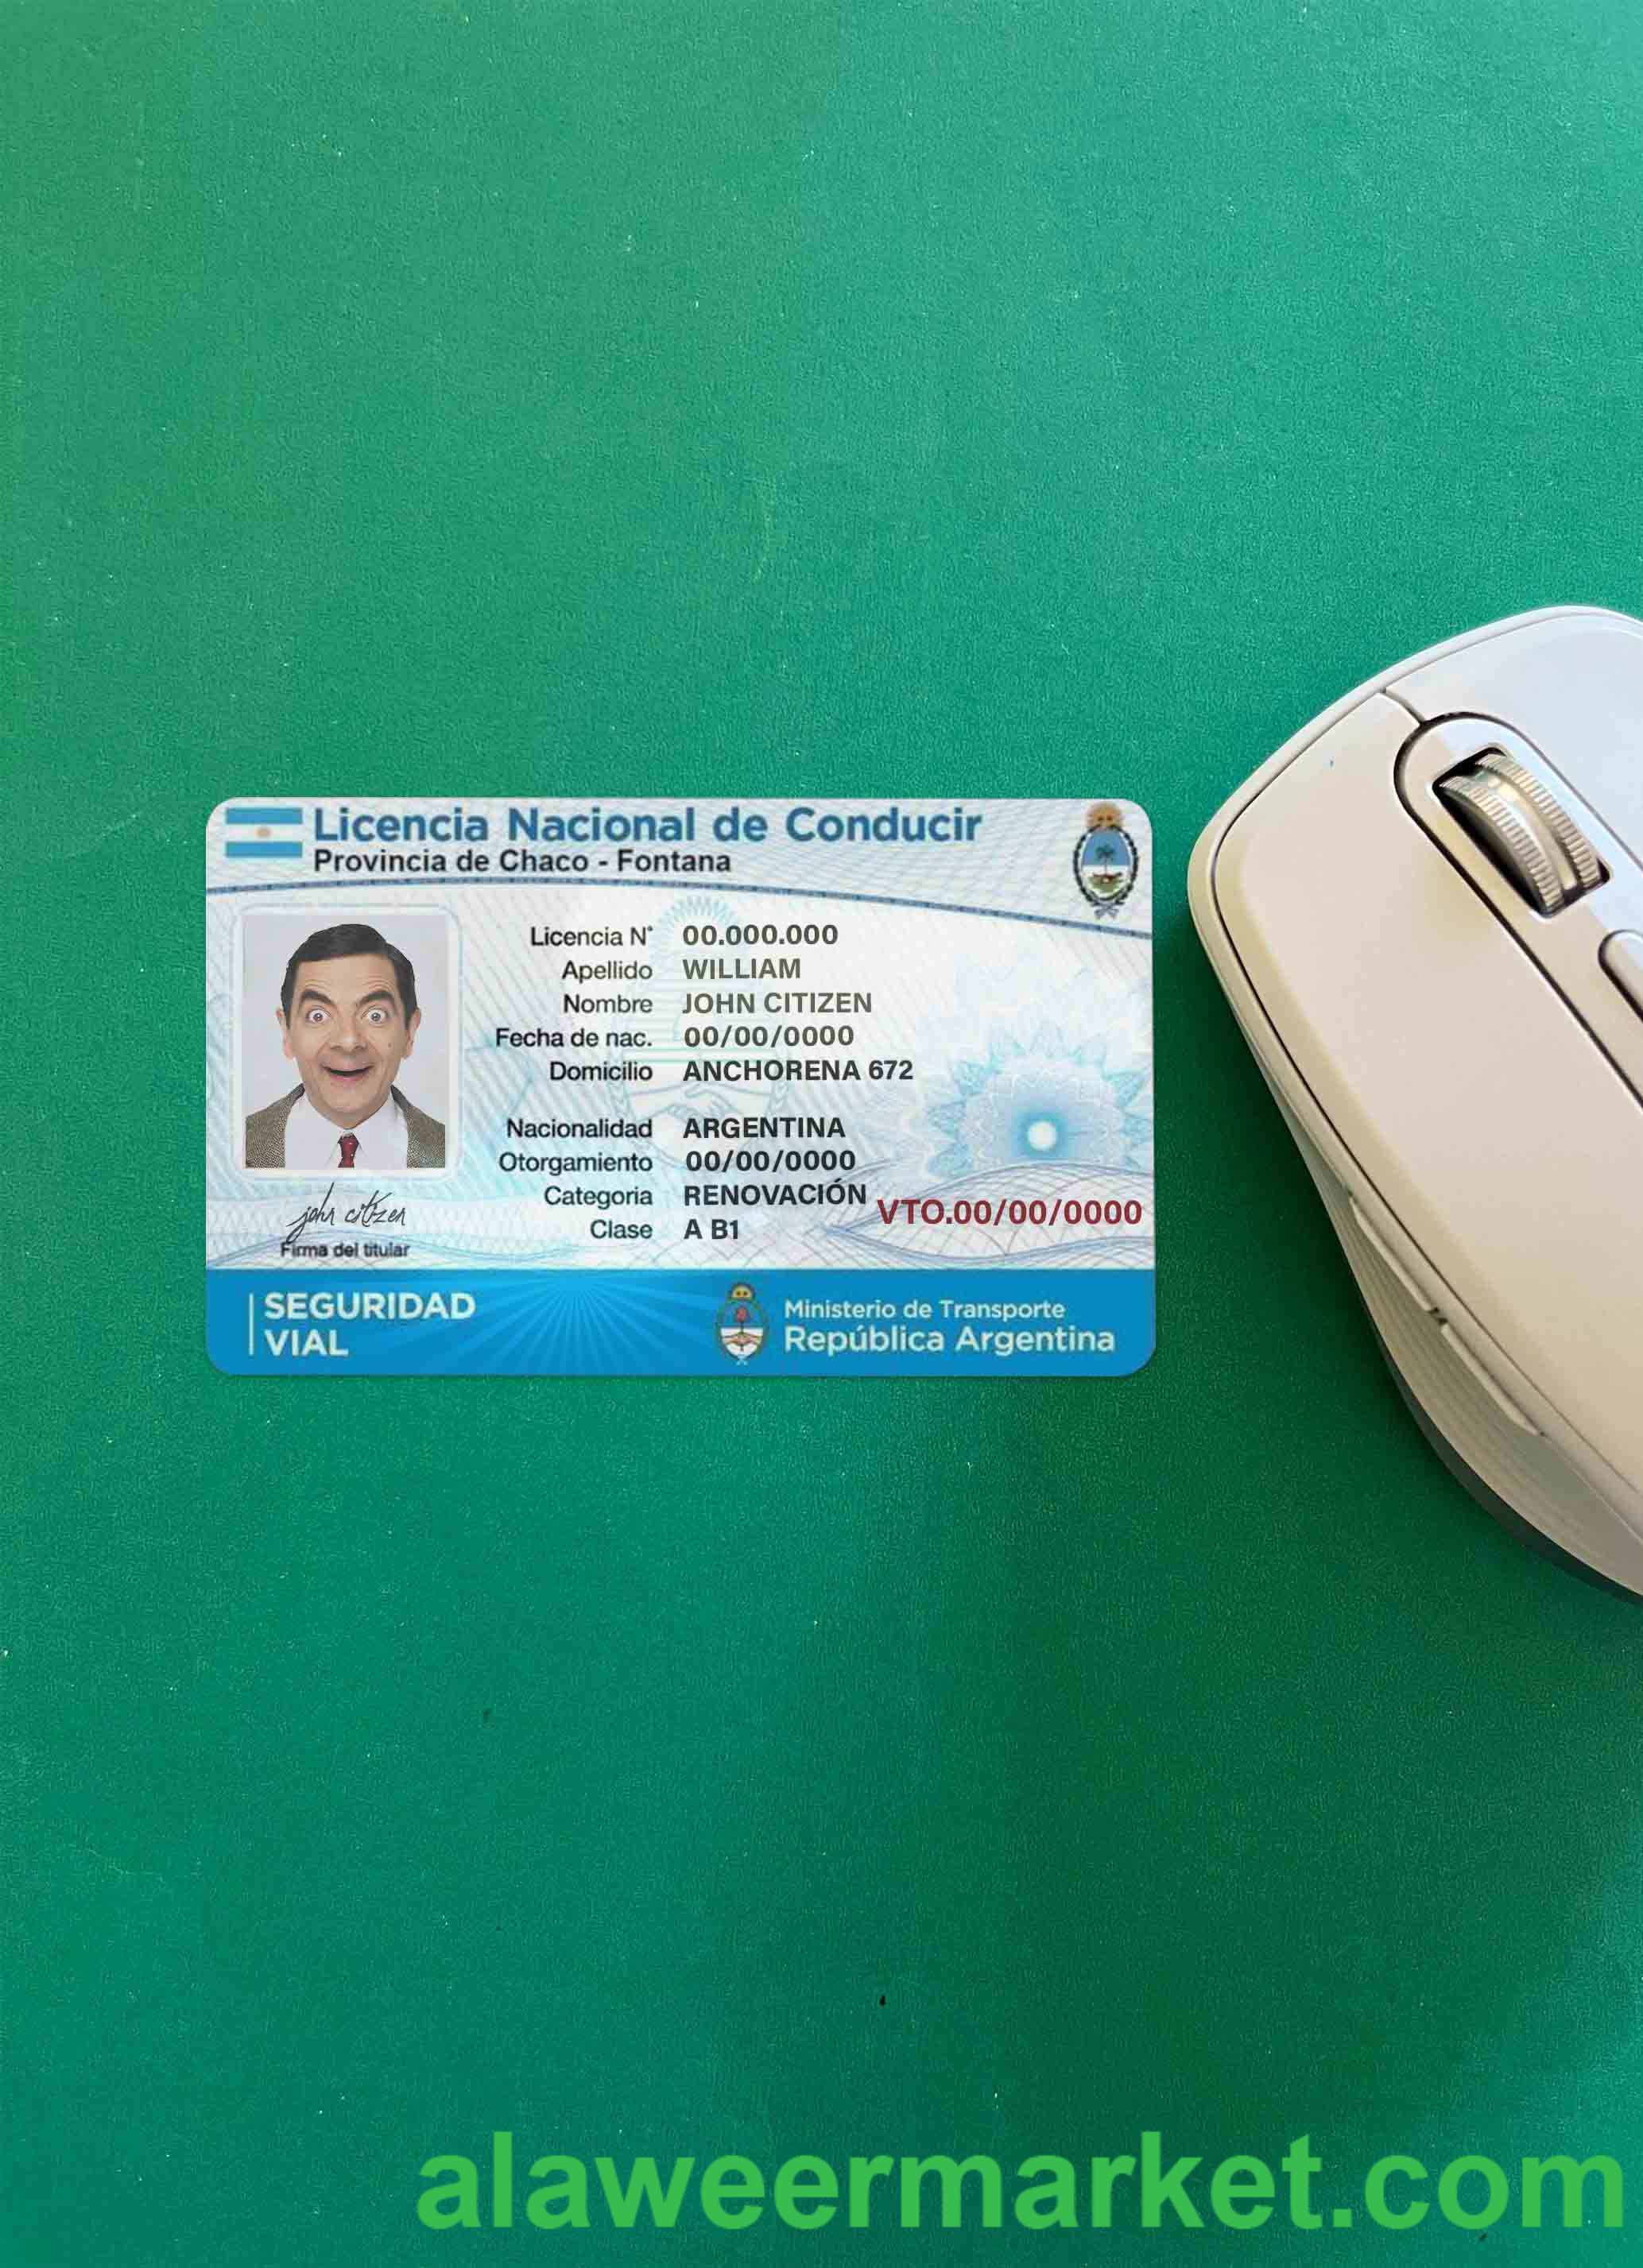 Licencia Nacional de Conducir
Provincia de Chaco - Fontana
Licencia N° 00.000.000
Apellido WILLIAM
Nombre JOHN CITIZEN
Fecha de nac. 00/00/0000
Domicilio ANCHORENA 672
Nacionalidad ARGENTINA
Otorgamiento 00/00/0000
Categoria RENOVACIÓN
VTO.00/00/0000
Clase A B1
john citizen
Firma del titular
SEGURIDAD
VIAL
Ministerio de Transporte
República Argentina
alaweermarket.com